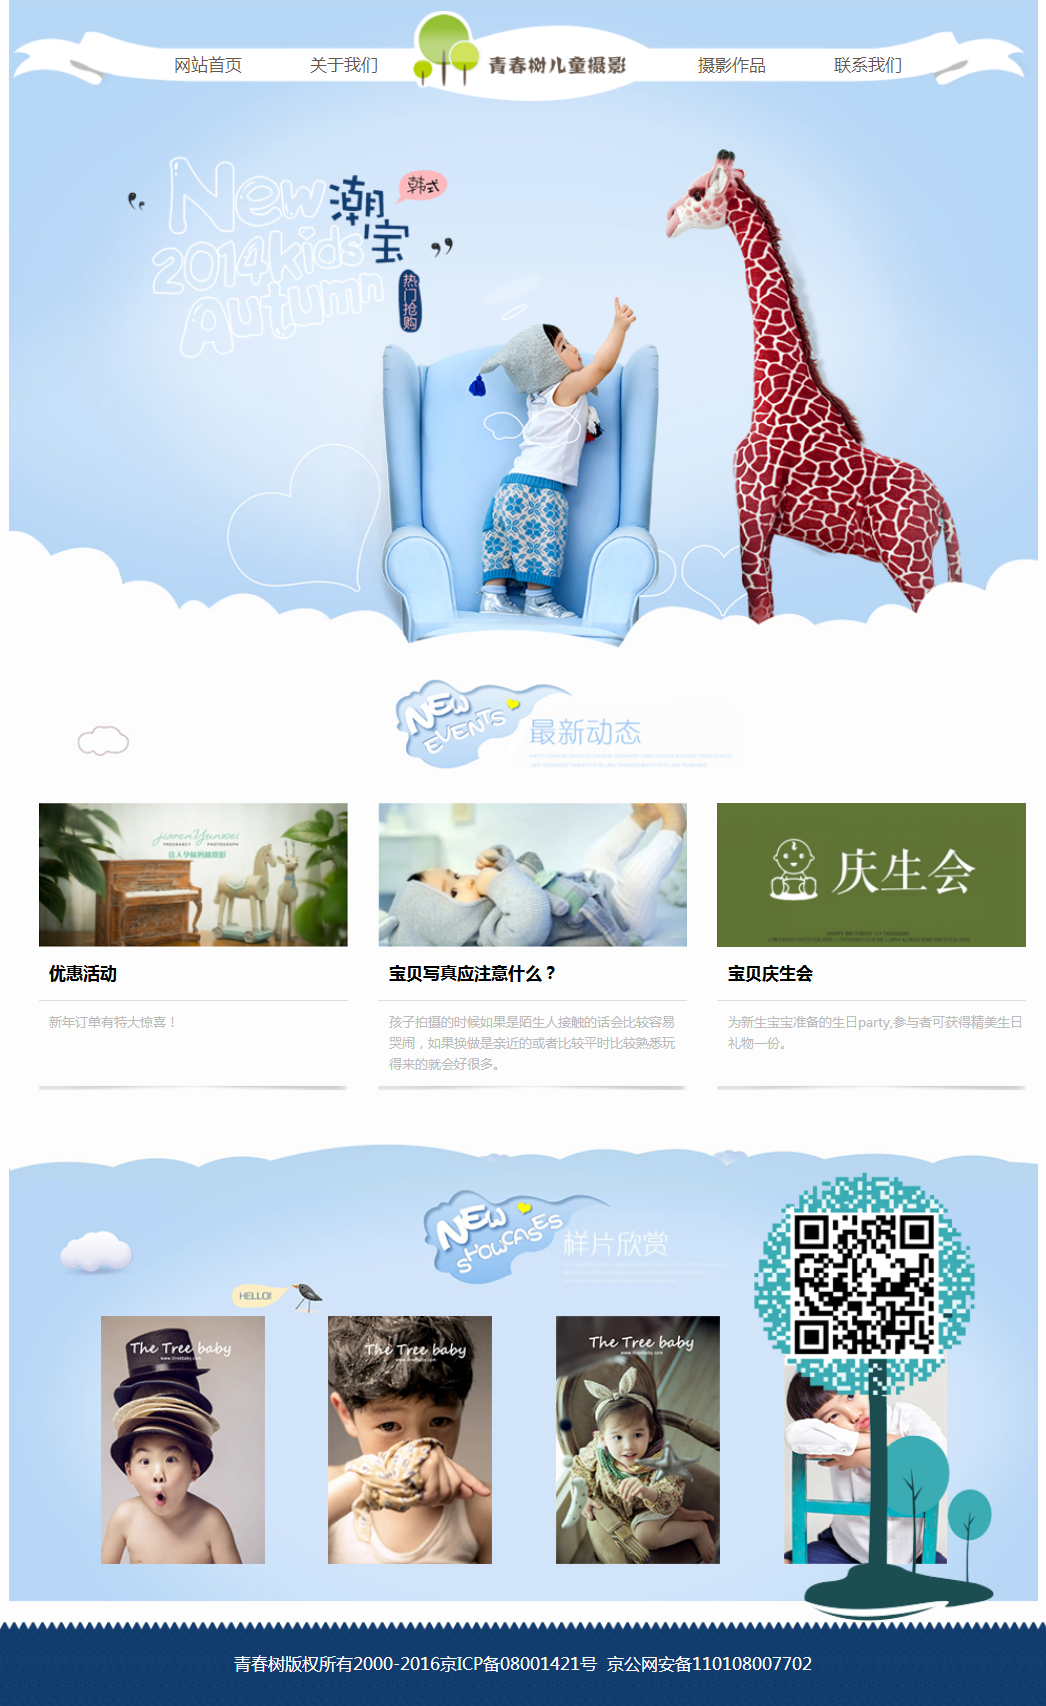 网站首页
关于我们
青春树儿童摄影
摄影作品
联系我们
New
2014kids
Autumn
潮宝
韩式
热门抢购
NEW
EVENTS
最新动态
jiarenYunwei
PREGNANCY PHOTOGRAPH
庆生会
优惠活动
新年订单有特大惊喜！
宝贝写真应注意什么？
孩子拍摄的时候如果是陌生人接触的话会比较容易
哭闹，如果换做是亲近的或者比较平时比较熟悉玩
得来的就会好很多。
宝贝庆生会
为新生宝宝准备的生日party,参与者可获得精美生日
礼物一份。
NEW
SHOWCASES
样片欣赏
HELLO!
The Tree baby
The Tree baby
The Tree baby
青春树版权所有2000-2016京ICP备08001421号 京公网安备110108007702